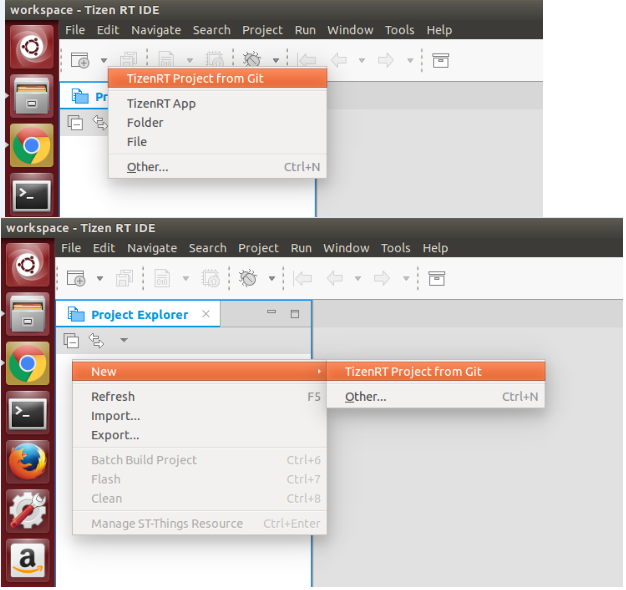 workspace - Tizen RT IDE
File Edit Navigate Search Project Run Window Tools Help
TizenRT Project from Git
Pr
TizenRT App
Folder
File
Other... Ctrl+N
workspace - Tizen RT IDE
File Edit Navigate Search Project Run Window Tools Help
Project Explorer
New TizenRT Project from Git
Refresh F5 Other... Ctrl+N
Import...
Export...
Batch Build Project Ctrl+6
Flash Ctrl+7
Clean Ctrl+8
Manage ST-Things Resource Ctrl+Enter